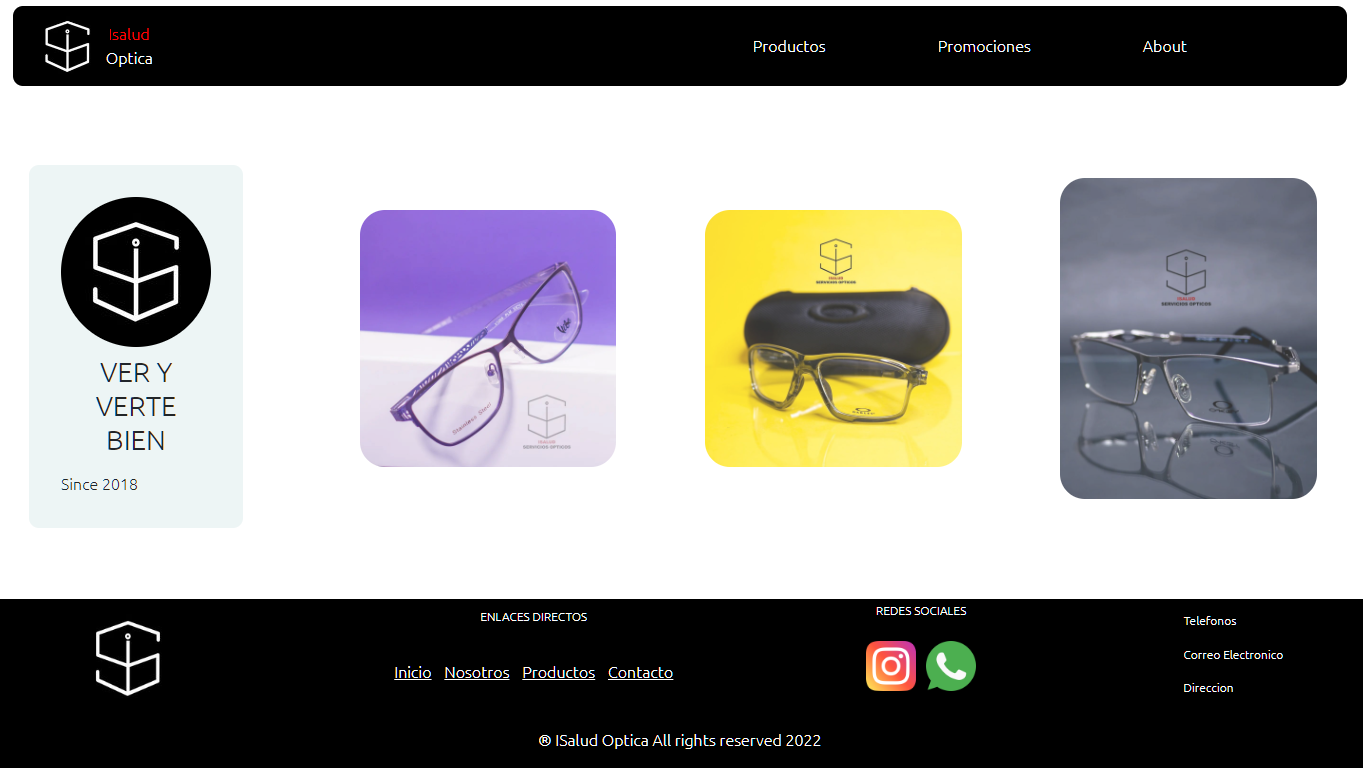 Isalud
Optica
Productos
Promociones
About
VER Y
VERTE
BIEN
Since 2018
ISALUD
SERVICIOS OPTICOS
ISALUD
SERVICIOS OPTICOS
ISALUD
SERVICIOS OPTICOS
ENLACES DIRECTOS
Inicio Nosotros Productos Contacto
REDES SOCIALES
Telefonos
Correo Electronico
Direccion
® ISalud Optica All rights reserved 2022